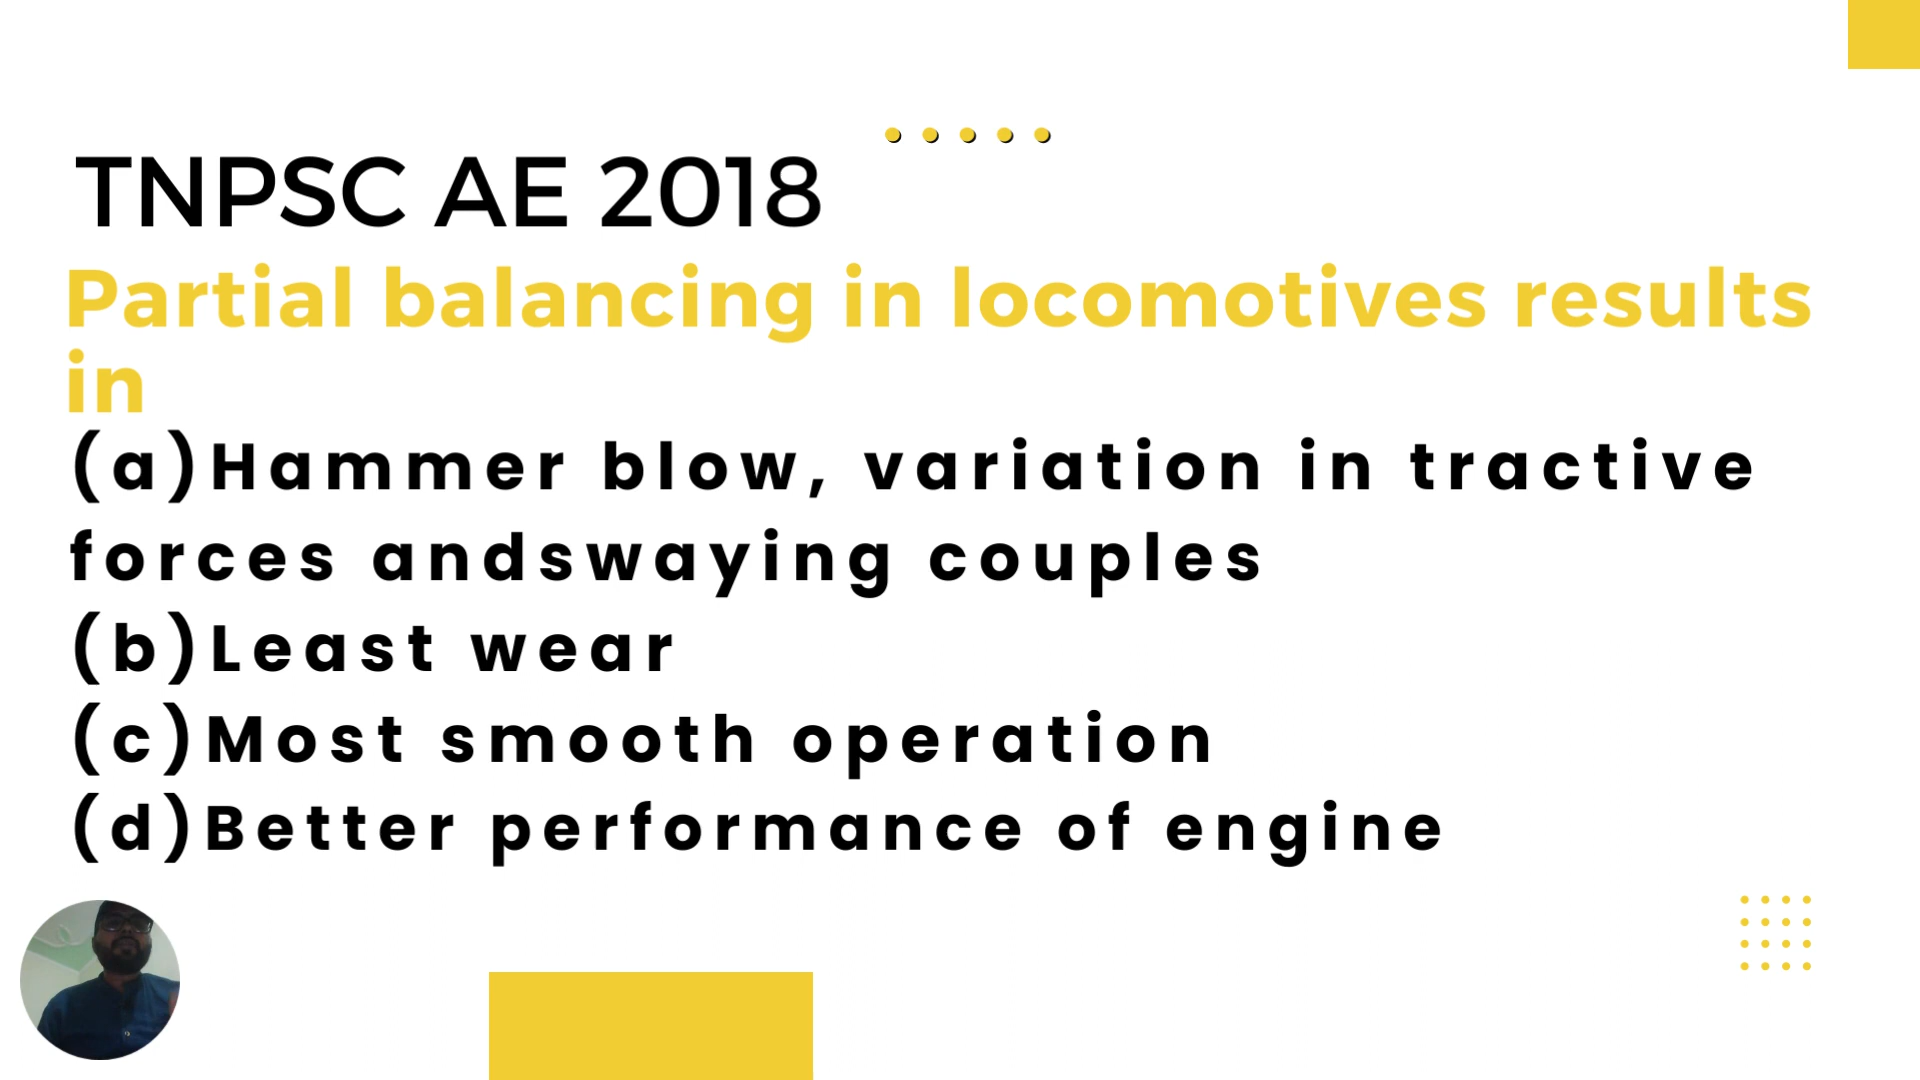 TNPSC AE 2018
Partial balancing in locomotives results
in
(a)Hammer blow, variation in tractive
forces andswaying couples
(b)Least wear
(c)Most smooth operation
(d)Better performance of engine